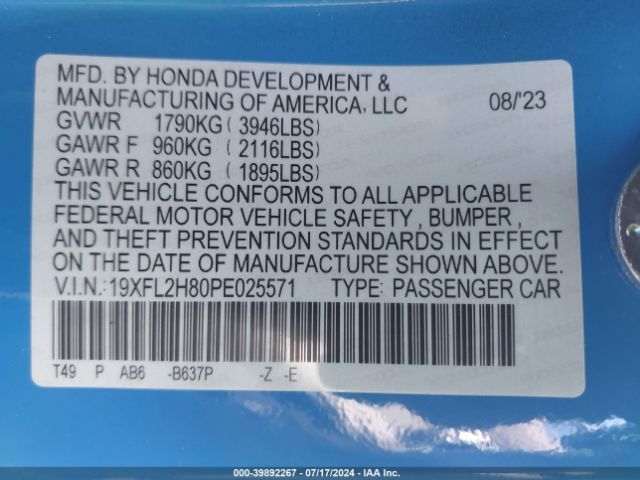 MFD. BY HONDA DEVELOPMENT &
MANUFACTURING OF AMERICA, LLC 08/'23
GVWR 1790KG ( 3946LBS)
GAWR F 960KG ( 2116LBS)
GAWR R 860KG ( 1895LBS)
THIS VEHICLE CONFORMS TO ALL APPLICABLE
FEDERAL MOTOR VEHICLE SAFETY , BUMPER ,
AND THEFT PREVENTION STANDARDS IN EFFECT
ON THE DATE OF MANUFACTURE SHOWN ABOVE.
V.I.N.:19XFL2H80PE025571 TYPE: PASSENGER CAR
T49 P AB6 -B637P -Z -E
000-39892267 - 07/17/2024 - IAA Inc.